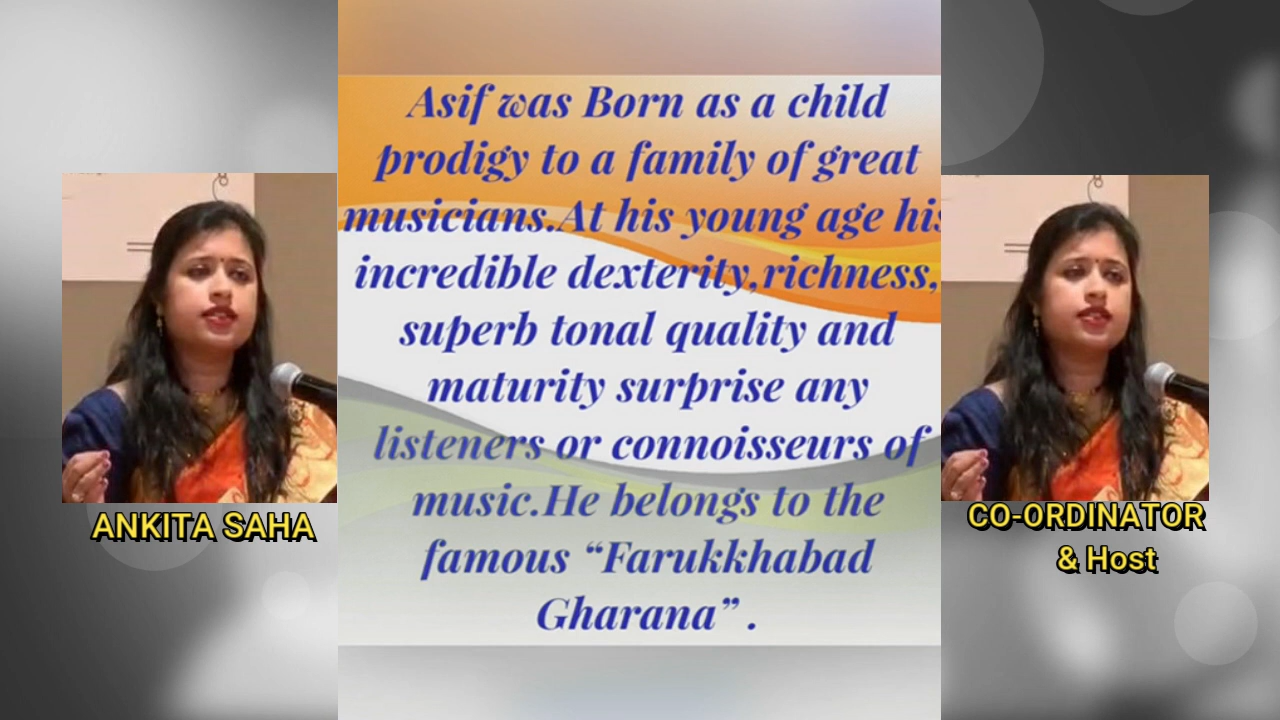 Asif was Born as a child
prodigy to a family of great
musicians.At his young age his
incredible dexterity,richness,
superb tonal quality and
maturity surprise any
listeners or connoisseurs of
music.He belongs to the
famous “Farukkhabad
Gharana” .
ANKITA SAHA
CO-ORDINATOR
& Host